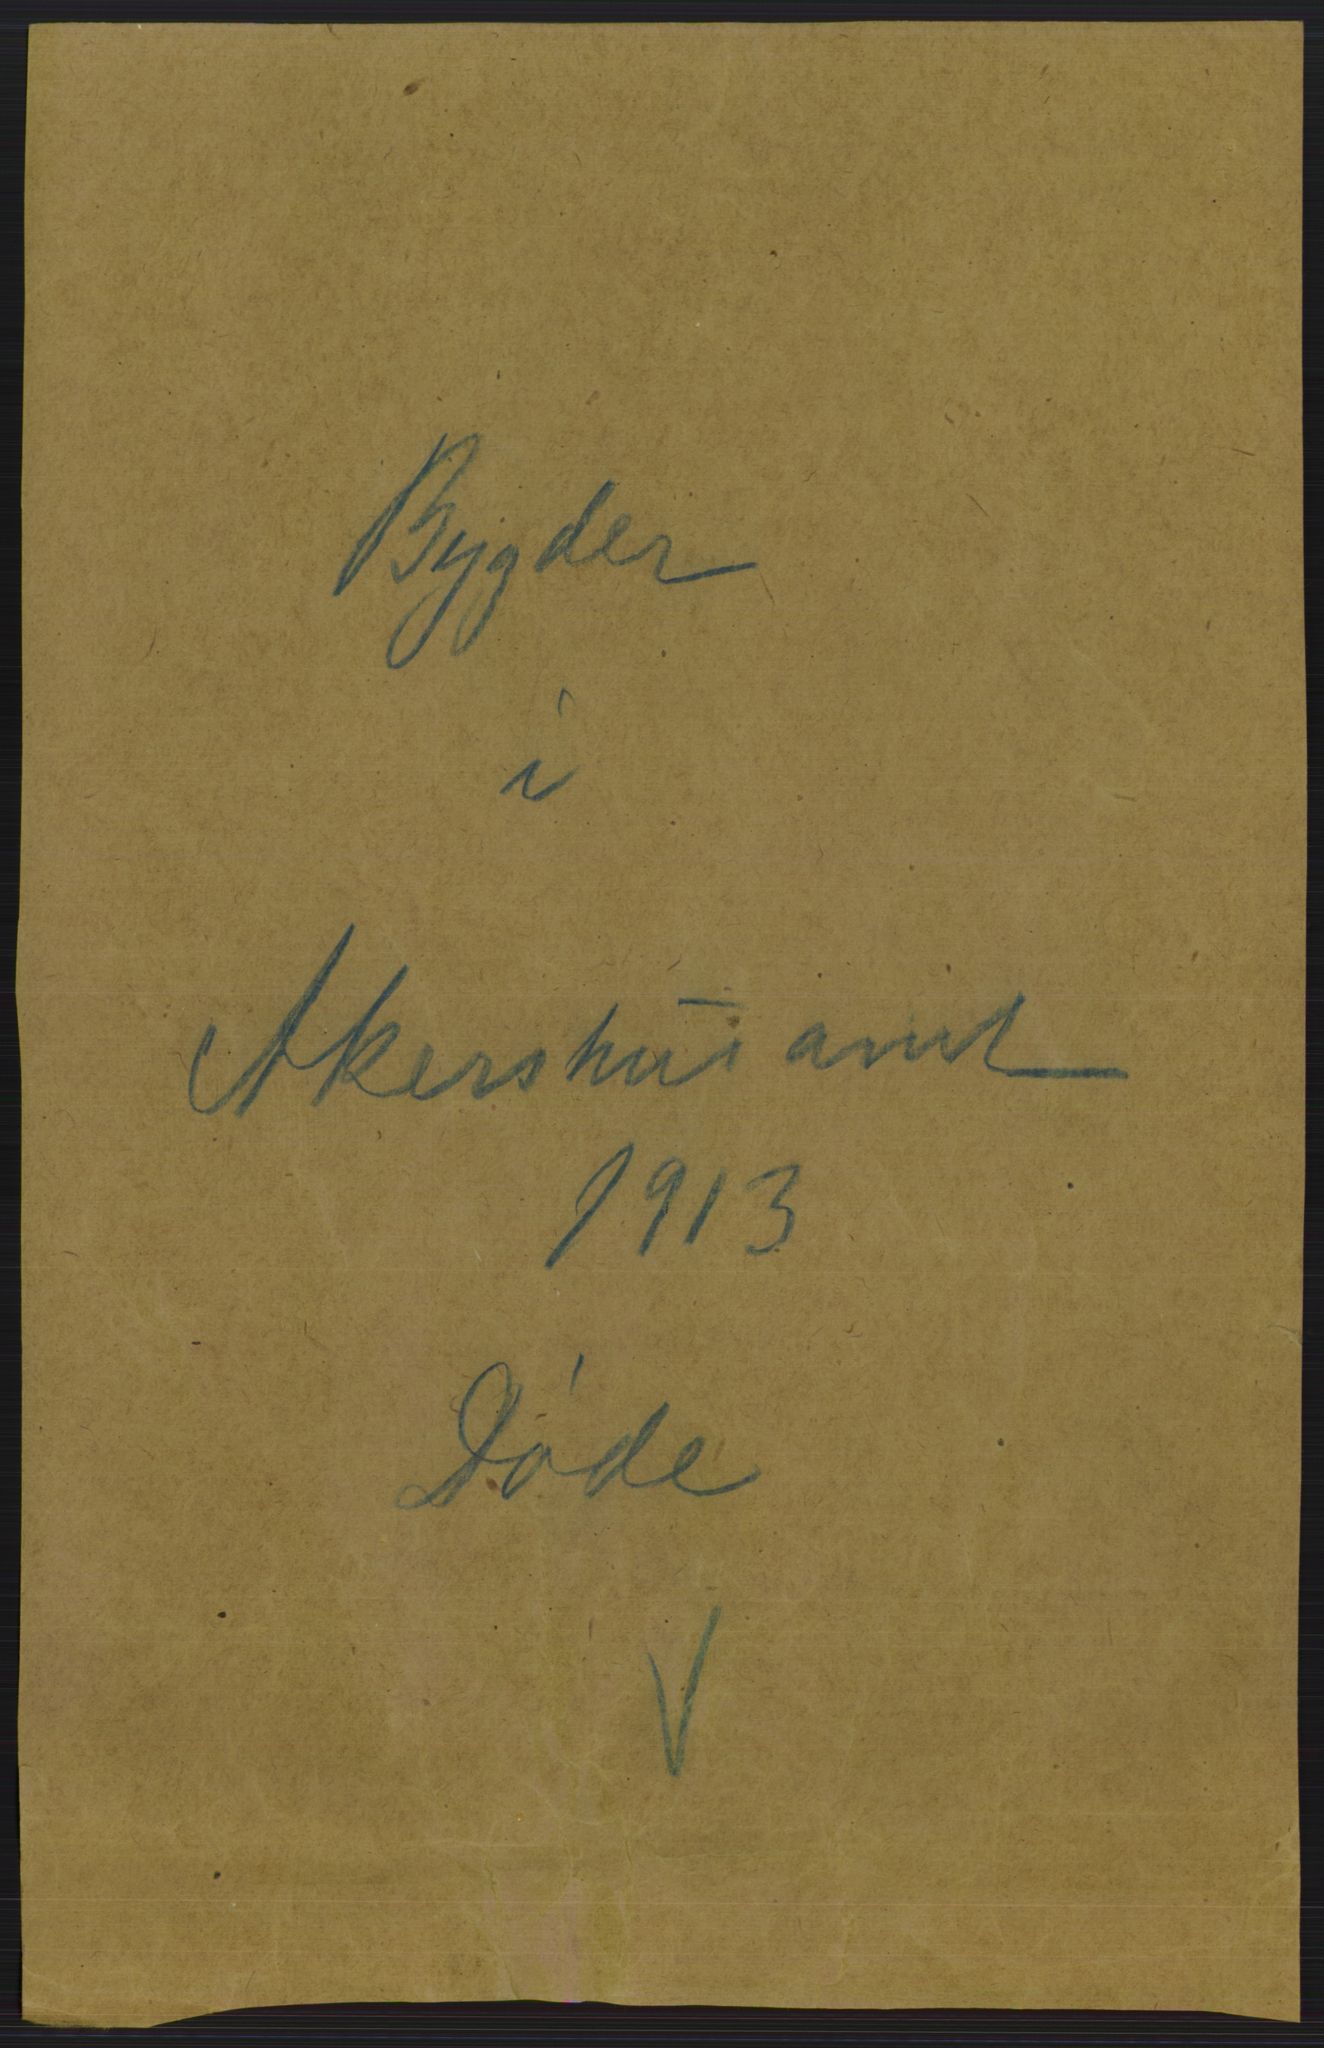 Bygder
i
Akershus amt
1913
Døde
V